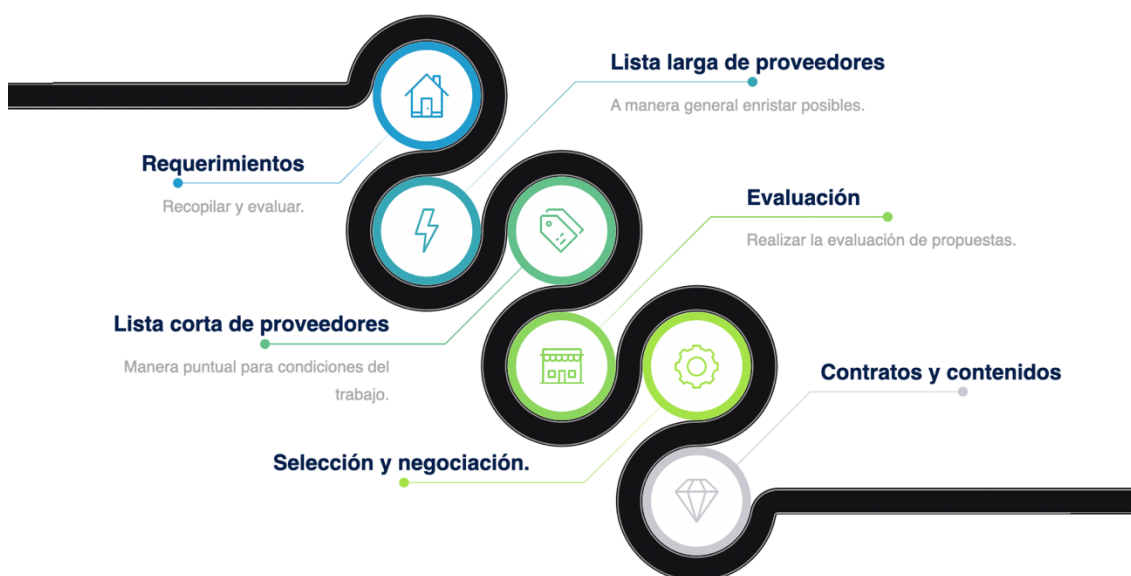 Lista larga de proveedores
A manera general enristar posibles.
Requerimientos
Recopilar y evaluar.
Evaluación
Realizar la evaluación de propuestas.
Lista corta de proveedores
Manera puntual para condiciones del
trabajo.
Contratos y contenidos
Selección y negociación.